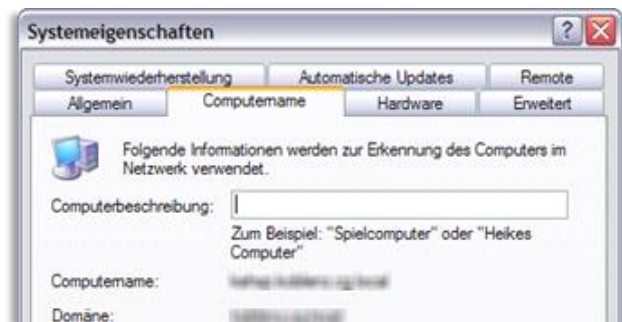 Systemeigenschaften
Systemwiederherstellung Automatische Updates Remote
Allgemein Computername Hardware Erweitert
Folgende Informationen werden zur Erkennung des Computers im
Netzwerk verwendet.
Computerbeschreibung:
Zum Beispiel: "Spielcomputer" oder "Heikes
Computer"
Computername:
Domäne: